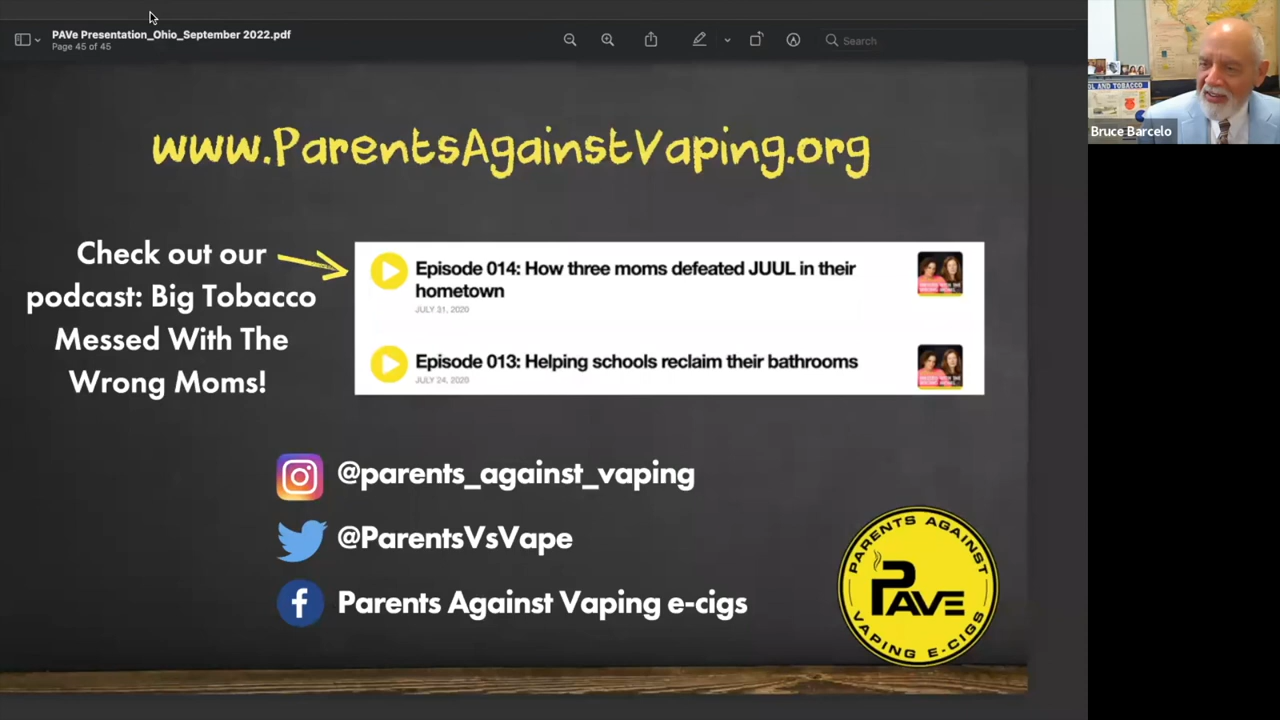 PAVe Presentation_Ohio_September 2022.pdf
Page 45 of 45
Search
www.ParentsAgainstVaping.org
Check out our
podcast: Big Tobacco
Messed With The
Wrong Moms!
Episode 014: How three moms defeated JUUL in their
hometown
JULY 31, 2020
Episode 013: Helping schools reclaim their bathrooms
JULY 24, 2020
@parents_against_vaping
@ParentsVsVape
Parents Against Vaping e-cigs
PARENTS AGAINST
PAVE
VAPING E-CIGS
AND TOBACCO
Bruce Barcelo